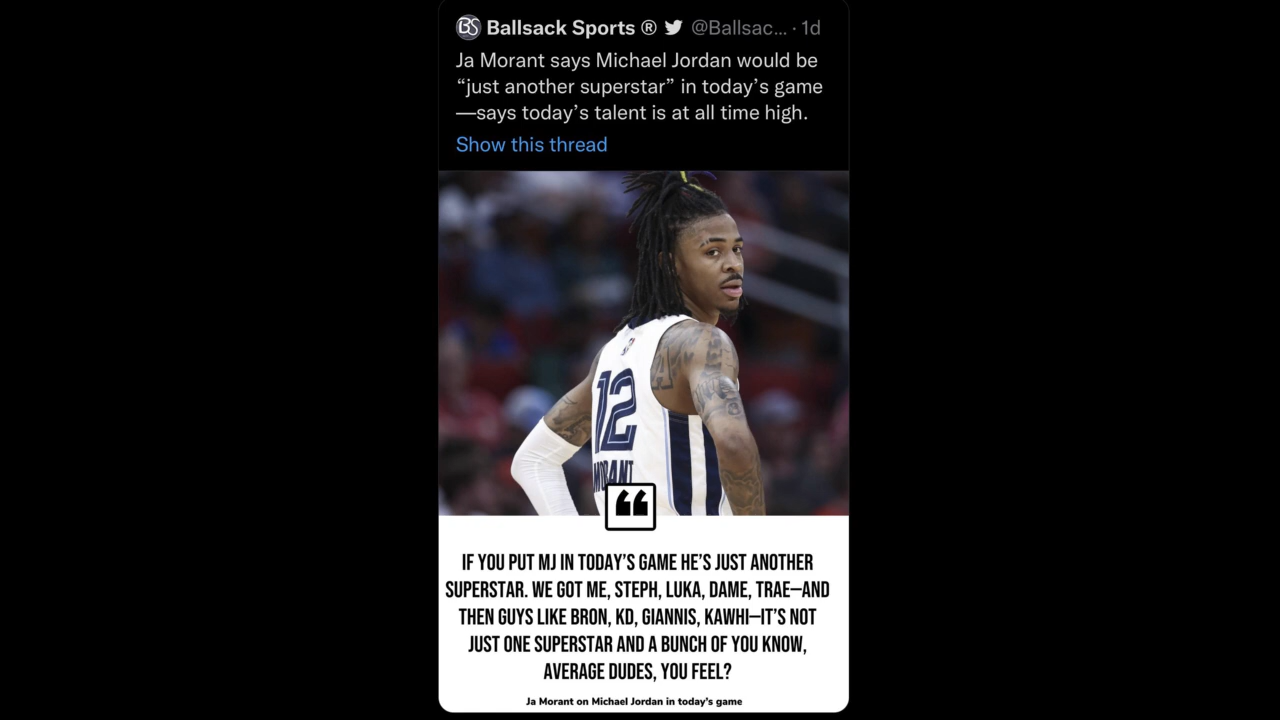 BS Ballsack Sports ® @Ballsac... · 1d
Ja Morant says Michael Jordan would be
“just another superstar” in today’s game
—says today’s talent is at all time high.
Show this thread
12
MORANT
“
IF YOU PUT MJ IN TODAY’S GAME HE’S JUST ANOTHER
SUPERSTAR. WE GOT ME, STEPH, LUKA, DAME, TRAE—AND
THEN GUYS LIKE BRON, KD, GIANNIS, KAWHI—IT’S NOT
JUST ONE SUPERSTAR AND A BUNCH OF YOU KNOW,
AVERAGE DUDES, YOU FEEL?
Ja Morant on Michael Jordan in today’s game